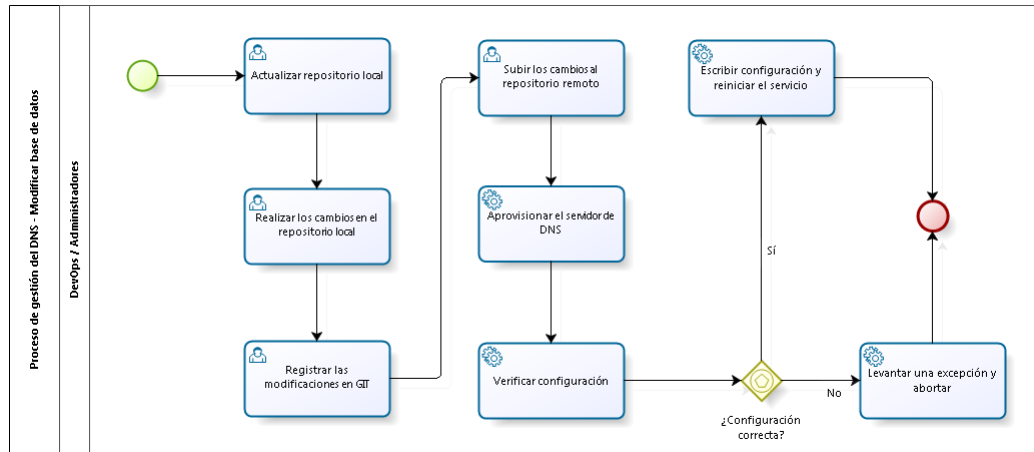 Proceso de gestión del DNS - Modificar base de datos
DevOps / Administradores
Actualizar repositorio local
Realizar los cambios en el
repositorio local
Registrar las
modificaciones en GIT
Subir los cambios al
repositorio remoto
Aprovisionar el servidor de
DNS
Verificar configuración
¿Configuración
correcta?
Sí
No
Escribir configuración y
reiniciar el servicio
Levantar una excepción y
abortar